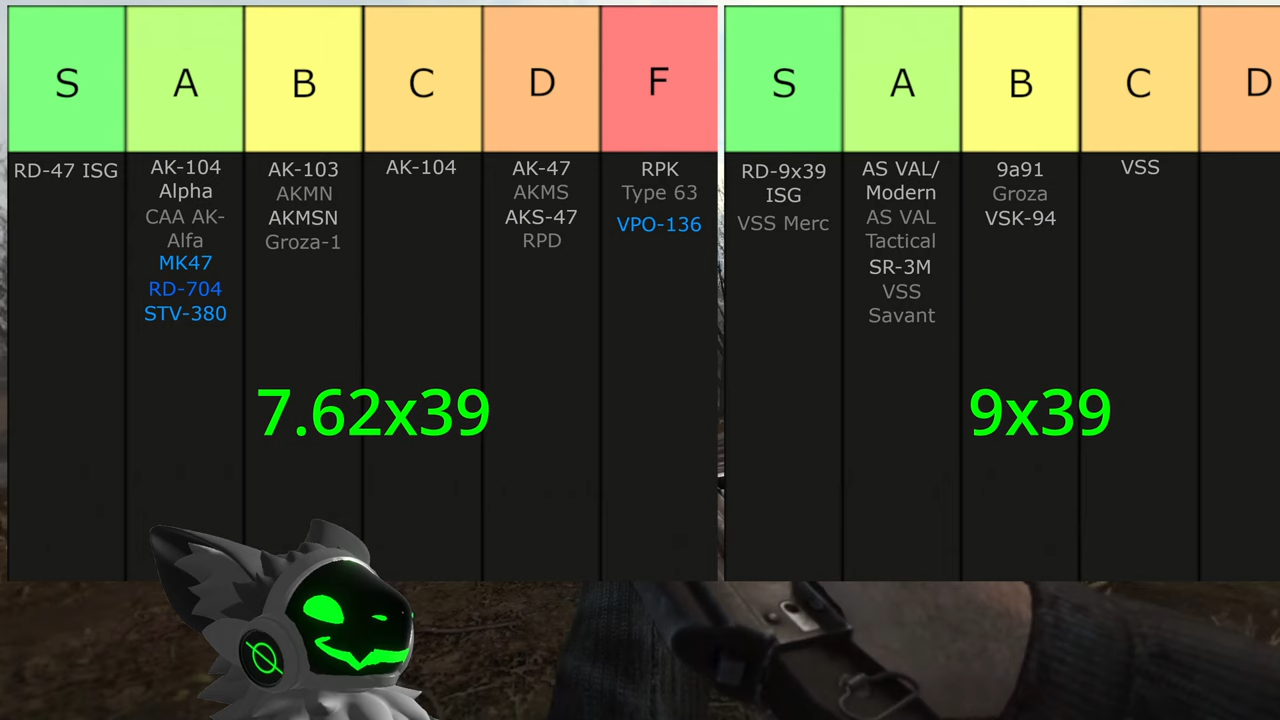 S A B C D F
RD-47 ISG
AK-104
Alpha
CAA AK-
Alfa
MK47
RD-704
STV-380
AK-103
AKMN
AKMSN
Groza-1
AK-104
AK-47
AKMS
AKS-47
RPD
RPK
Type 63
VPO-136
7.62x39
S A B C D
RD-9x39
ISG
VSS Merc
AS VAL/
Modern
AS VAL
Tactical
SR-3M
VSS
Savant
9a91
Groza
VSK-94
VSS
9x39